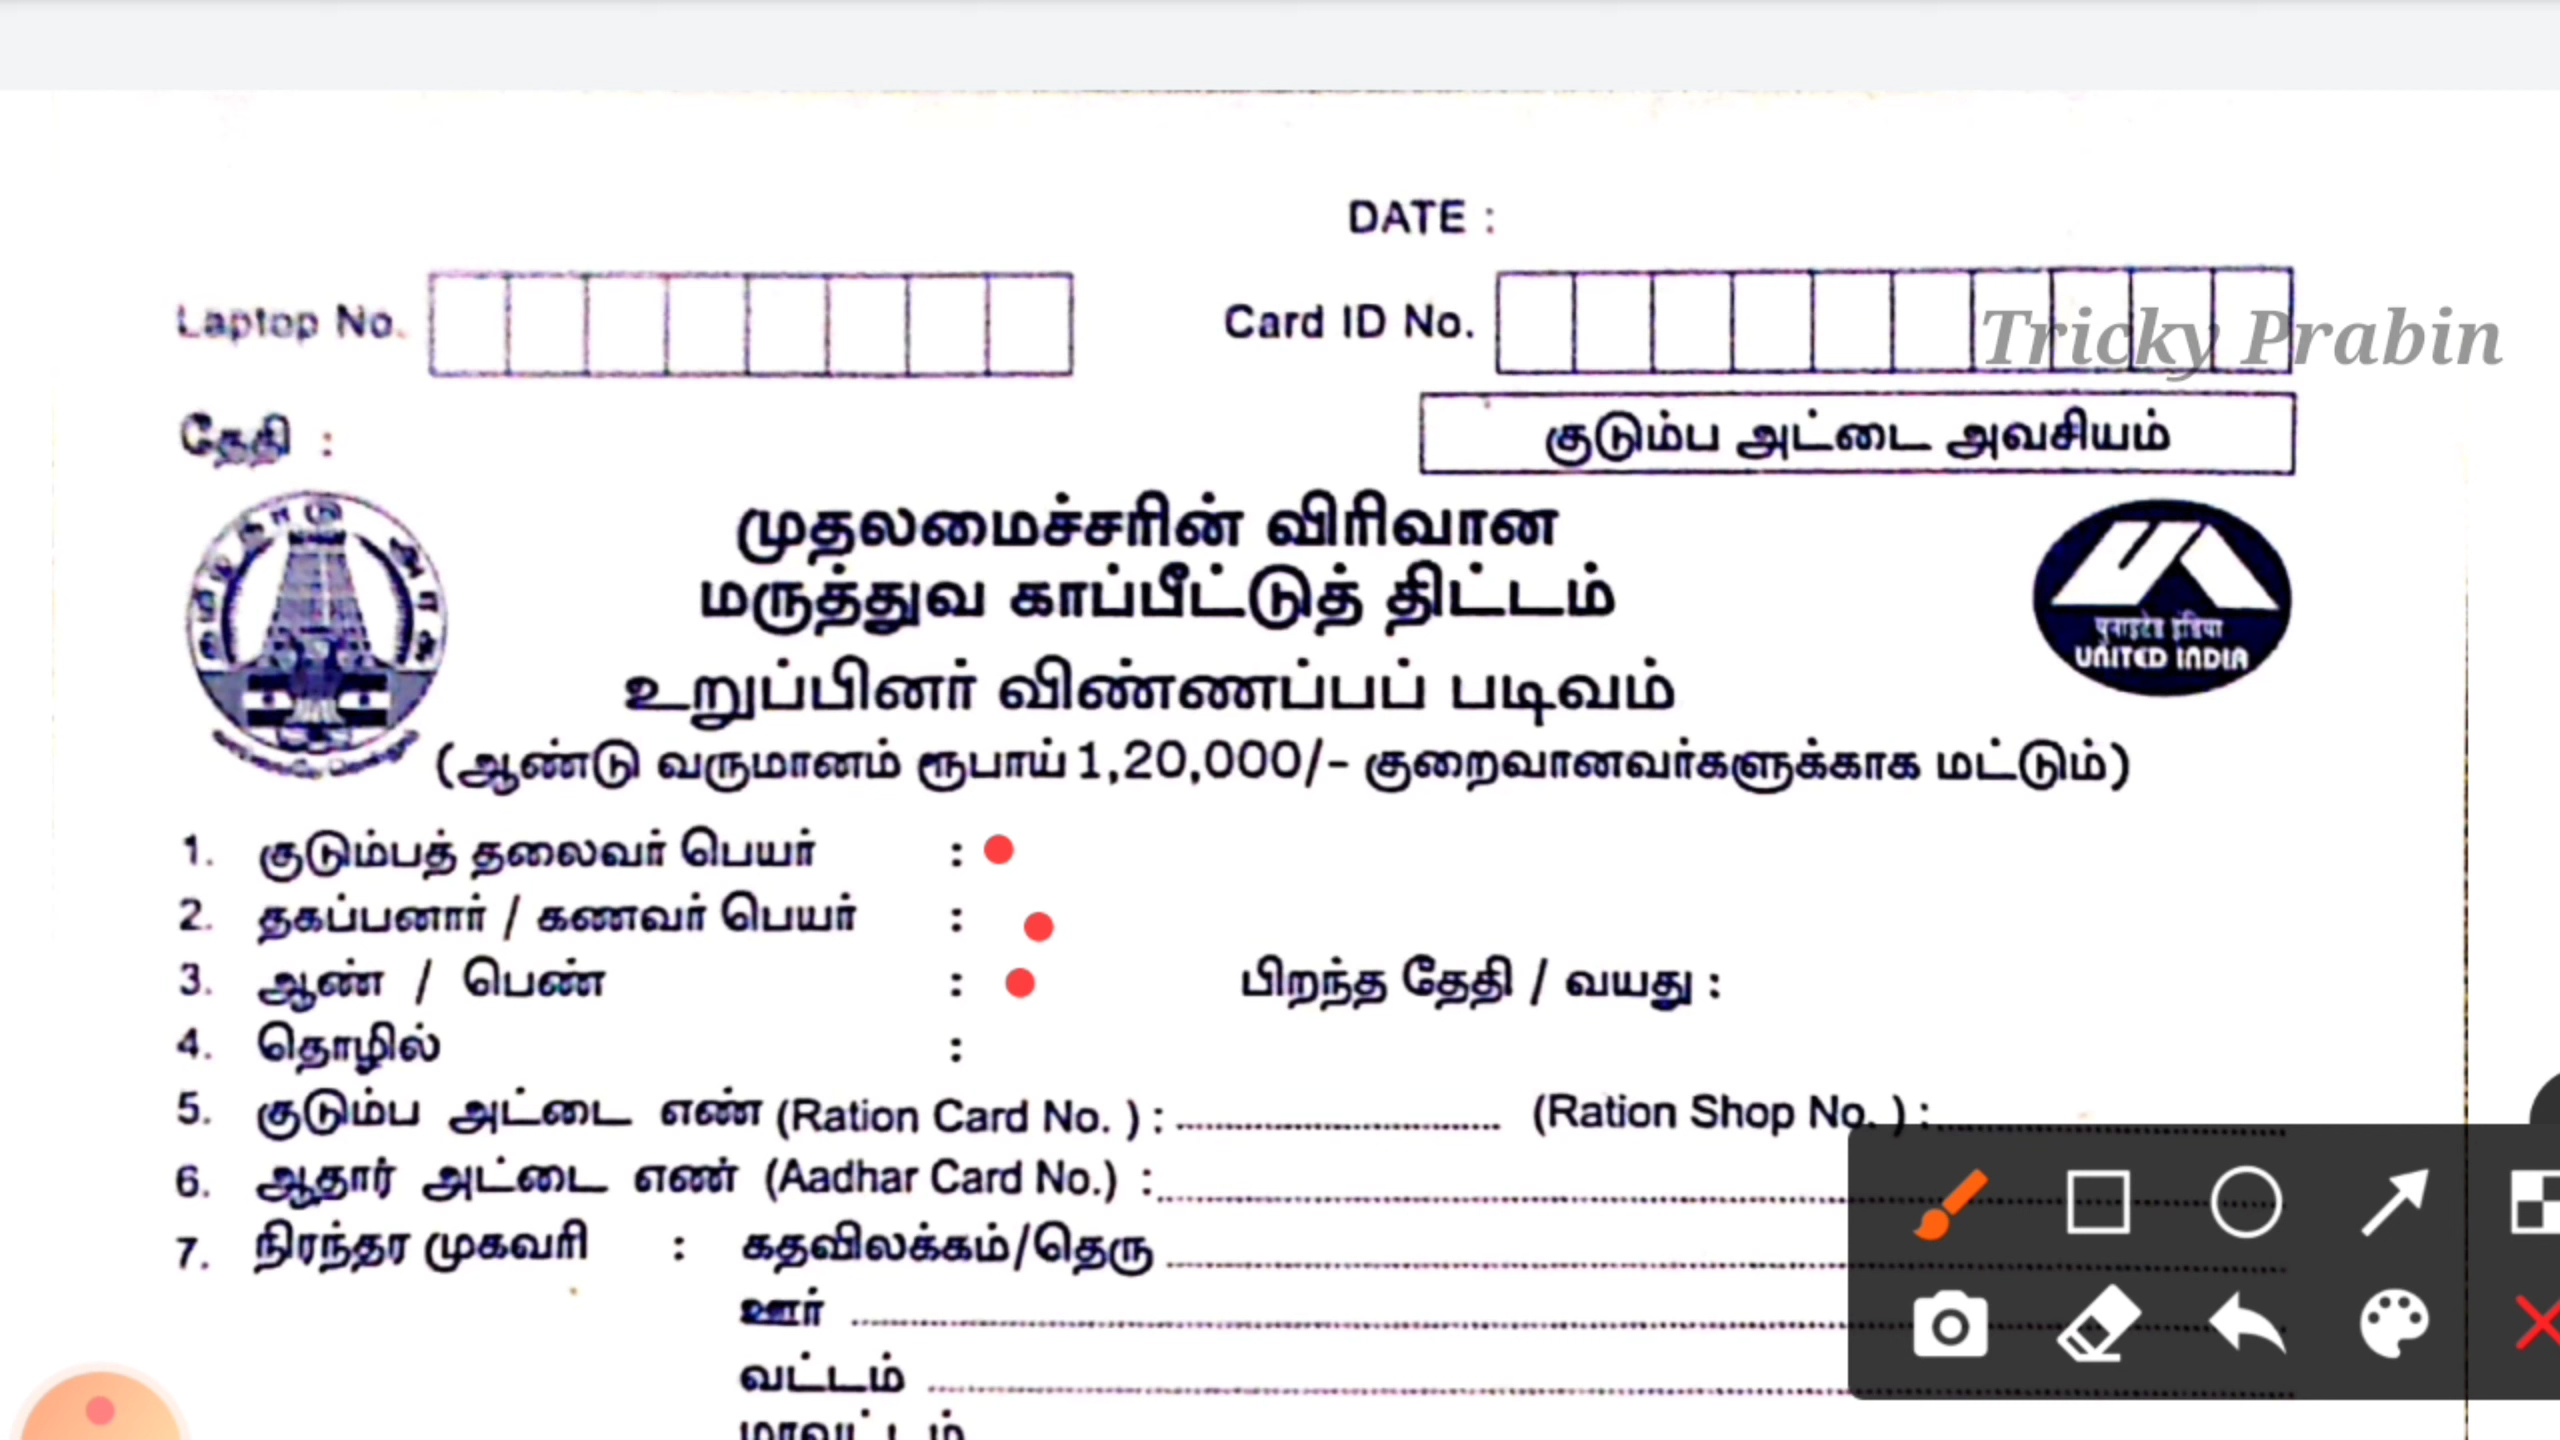 DATE :
Laptop No.
Card ID No.
Tricky Prabin
தேதி :
குடும்ப அட்டை அவசியம்
முதலமைச்சரின் விரிவான
மருத்துவ காப்பீட்டுத் திட்டம்
உறுப்பினர் விண்ணப்பப் படிவம்
यूनाइटेड इंडिया
UNITED INDIA
(ஆண்டு வருமானம் ரூபாய் 1,20,000/- குறைவானவர்களுக்காக மட்டும்)
1. குடும்பத் தலைவர் பெயர் :
2. தகப்பனார் / கணவர் பெயர் :
3. ஆண் / பெண் : பிறந்த தேதி / வயது :
4. தொழில் :
5. குடும்ப அட்டை எண் (Ration Card No. ) : (Ration Shop No. ) :
6. ஆதார் அட்டை எண் (Aadhar Card No.) :
7. நிரந்தர முகவரி : கதவிலக்கம்/தெரு
ஊர்
வட்டம்
மாவட்டம்